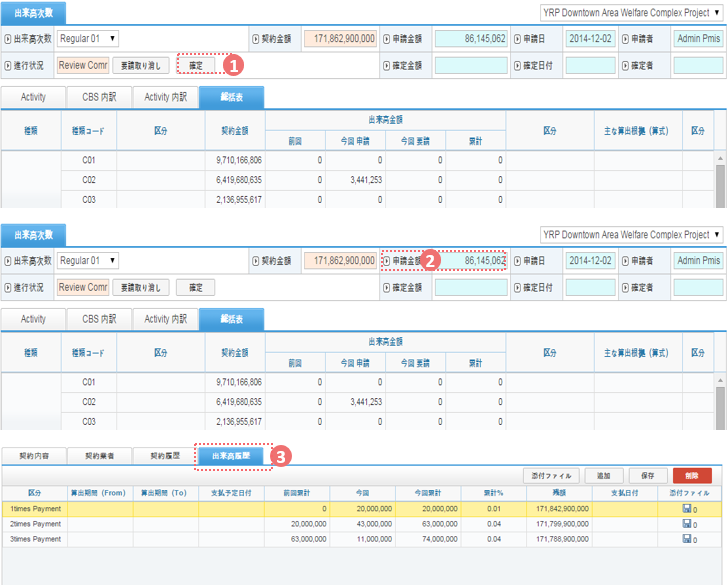 出来高次数
YRP Downtown Area Welfare Complex Project
出来高次数 Regular 01 契約金額 171,862,900,000 申請金額 86,145,062 申請日 2014-12-02 申請者 Admin Pmis
進行状況 Review Comr 要請取り消し 確定 1 確定金額 確定日付 確定者
Activity CBS 内訳 Activity 内訳 総括表
種類 種類コード 区分 契約金額 出来高金額 区分 主な算出根拠 (算式) 区分
前回 今回 申請 今回 要請 累計
C01 9,710,166,806 0 0 0 0
C02 6,419,680,635 0 3,441,253 0 0
C03 2,136,955,617 0 0 0 0
出来高次数
YRP Downtown Area Welfare Complex Project
出来高次数 Regular 01 契約金額 171,862,900,000 申請金額 2 86,145,062 申請日 2014-12-02 申請者 Admin Pmis
進行状況 Review Comr 要請取り消し 確定 確定金額 確定日付 確定者
Activity CBS 内訳 Activity 内訳 総括表
種類 種類コード 区分 契約金額 出来高金額 区分 主な算出根拠 (算式) 区分
前回 今回 申請 今回 要請 累計
C01 9,710,166,806 0 0 0 0
C02 6,419,680,635 0 3,441,253 0 0
C03 2,136,955,617 0 0 0 0
契約内容 契約業者 契約履歴 出来高履歴 3
添付ファイル 追加 保存 削除
区分 算出期間 (From) 算出期間 (To) 支払予定日付 前回累計 今回 今回累計 累計% 残額 支払日付 添付ファイル
1times Payment 0 20,000,000 20,000,000 0.01 171,842,900,000 0
2times Payment 20,000,000 43,000,000 63,000,000 0.04 171,799,900,000 0
3times Payment 63,000,000 11,000,000 74,000,000 0.04 171,788,900,000 0